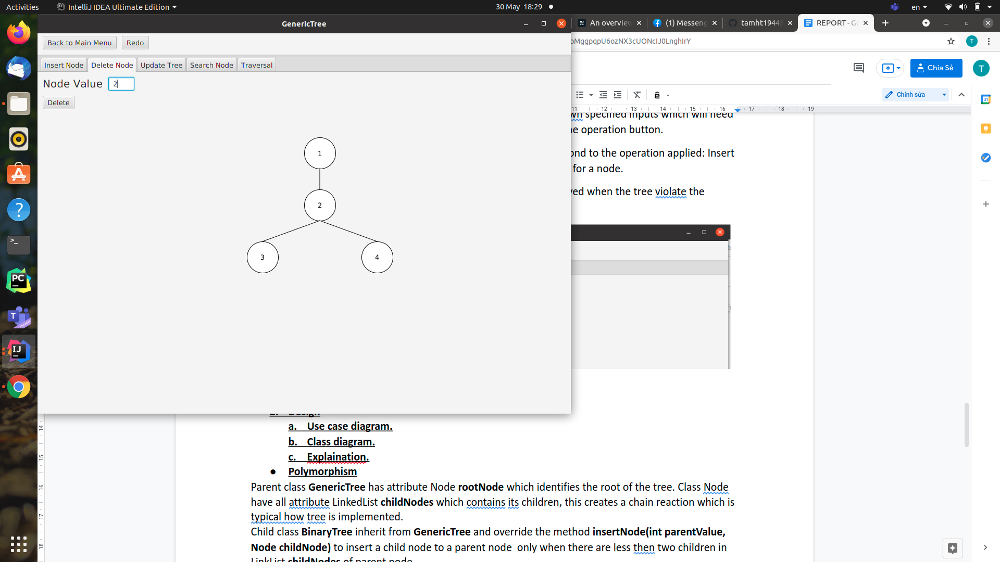 Activities
IntelliJ IDEA Ultimate Edition
30 May 18:29
en
GenericTree
An overview
(1) Messeng
tamht1944
REPORT - G
Back to Main Menu
Redo
bMggpqpU6ozNX3cUONcIJ0LnghIrY
T
Insert Node
Delete Node
Update Tree
Search Node
Traversal
Chia Sẻ
T
Node Value
2
Delete
Chỉnh sửa
31
11 12 13 14 15 16 17 18 19
specified inputs which will need
e operation button.
ond to the operation applied: Insert
for a node.
ed when the tree violate the
1
2
3
4
PC
T
PREVIEW
IJ
>_
?
2. Design
a. Use case diagram.
b. Class diagram.
c. Explaination.
● Polymorphism
Parent class GenericTree has attribute Node rootNode which identifies the root of the tree. Class Node
have all attribute LinkedList childNodes which contains its children, this creates a chain reaction which is
typical how tree is implemented.
Child class BinaryTree inherit from GenericTree and override the method insertNode(int parentValue,
Node childNode) to insert a child node to a parent node only when there are less then two children in
LinkList childNodes of parent node
14
15
16
17
18